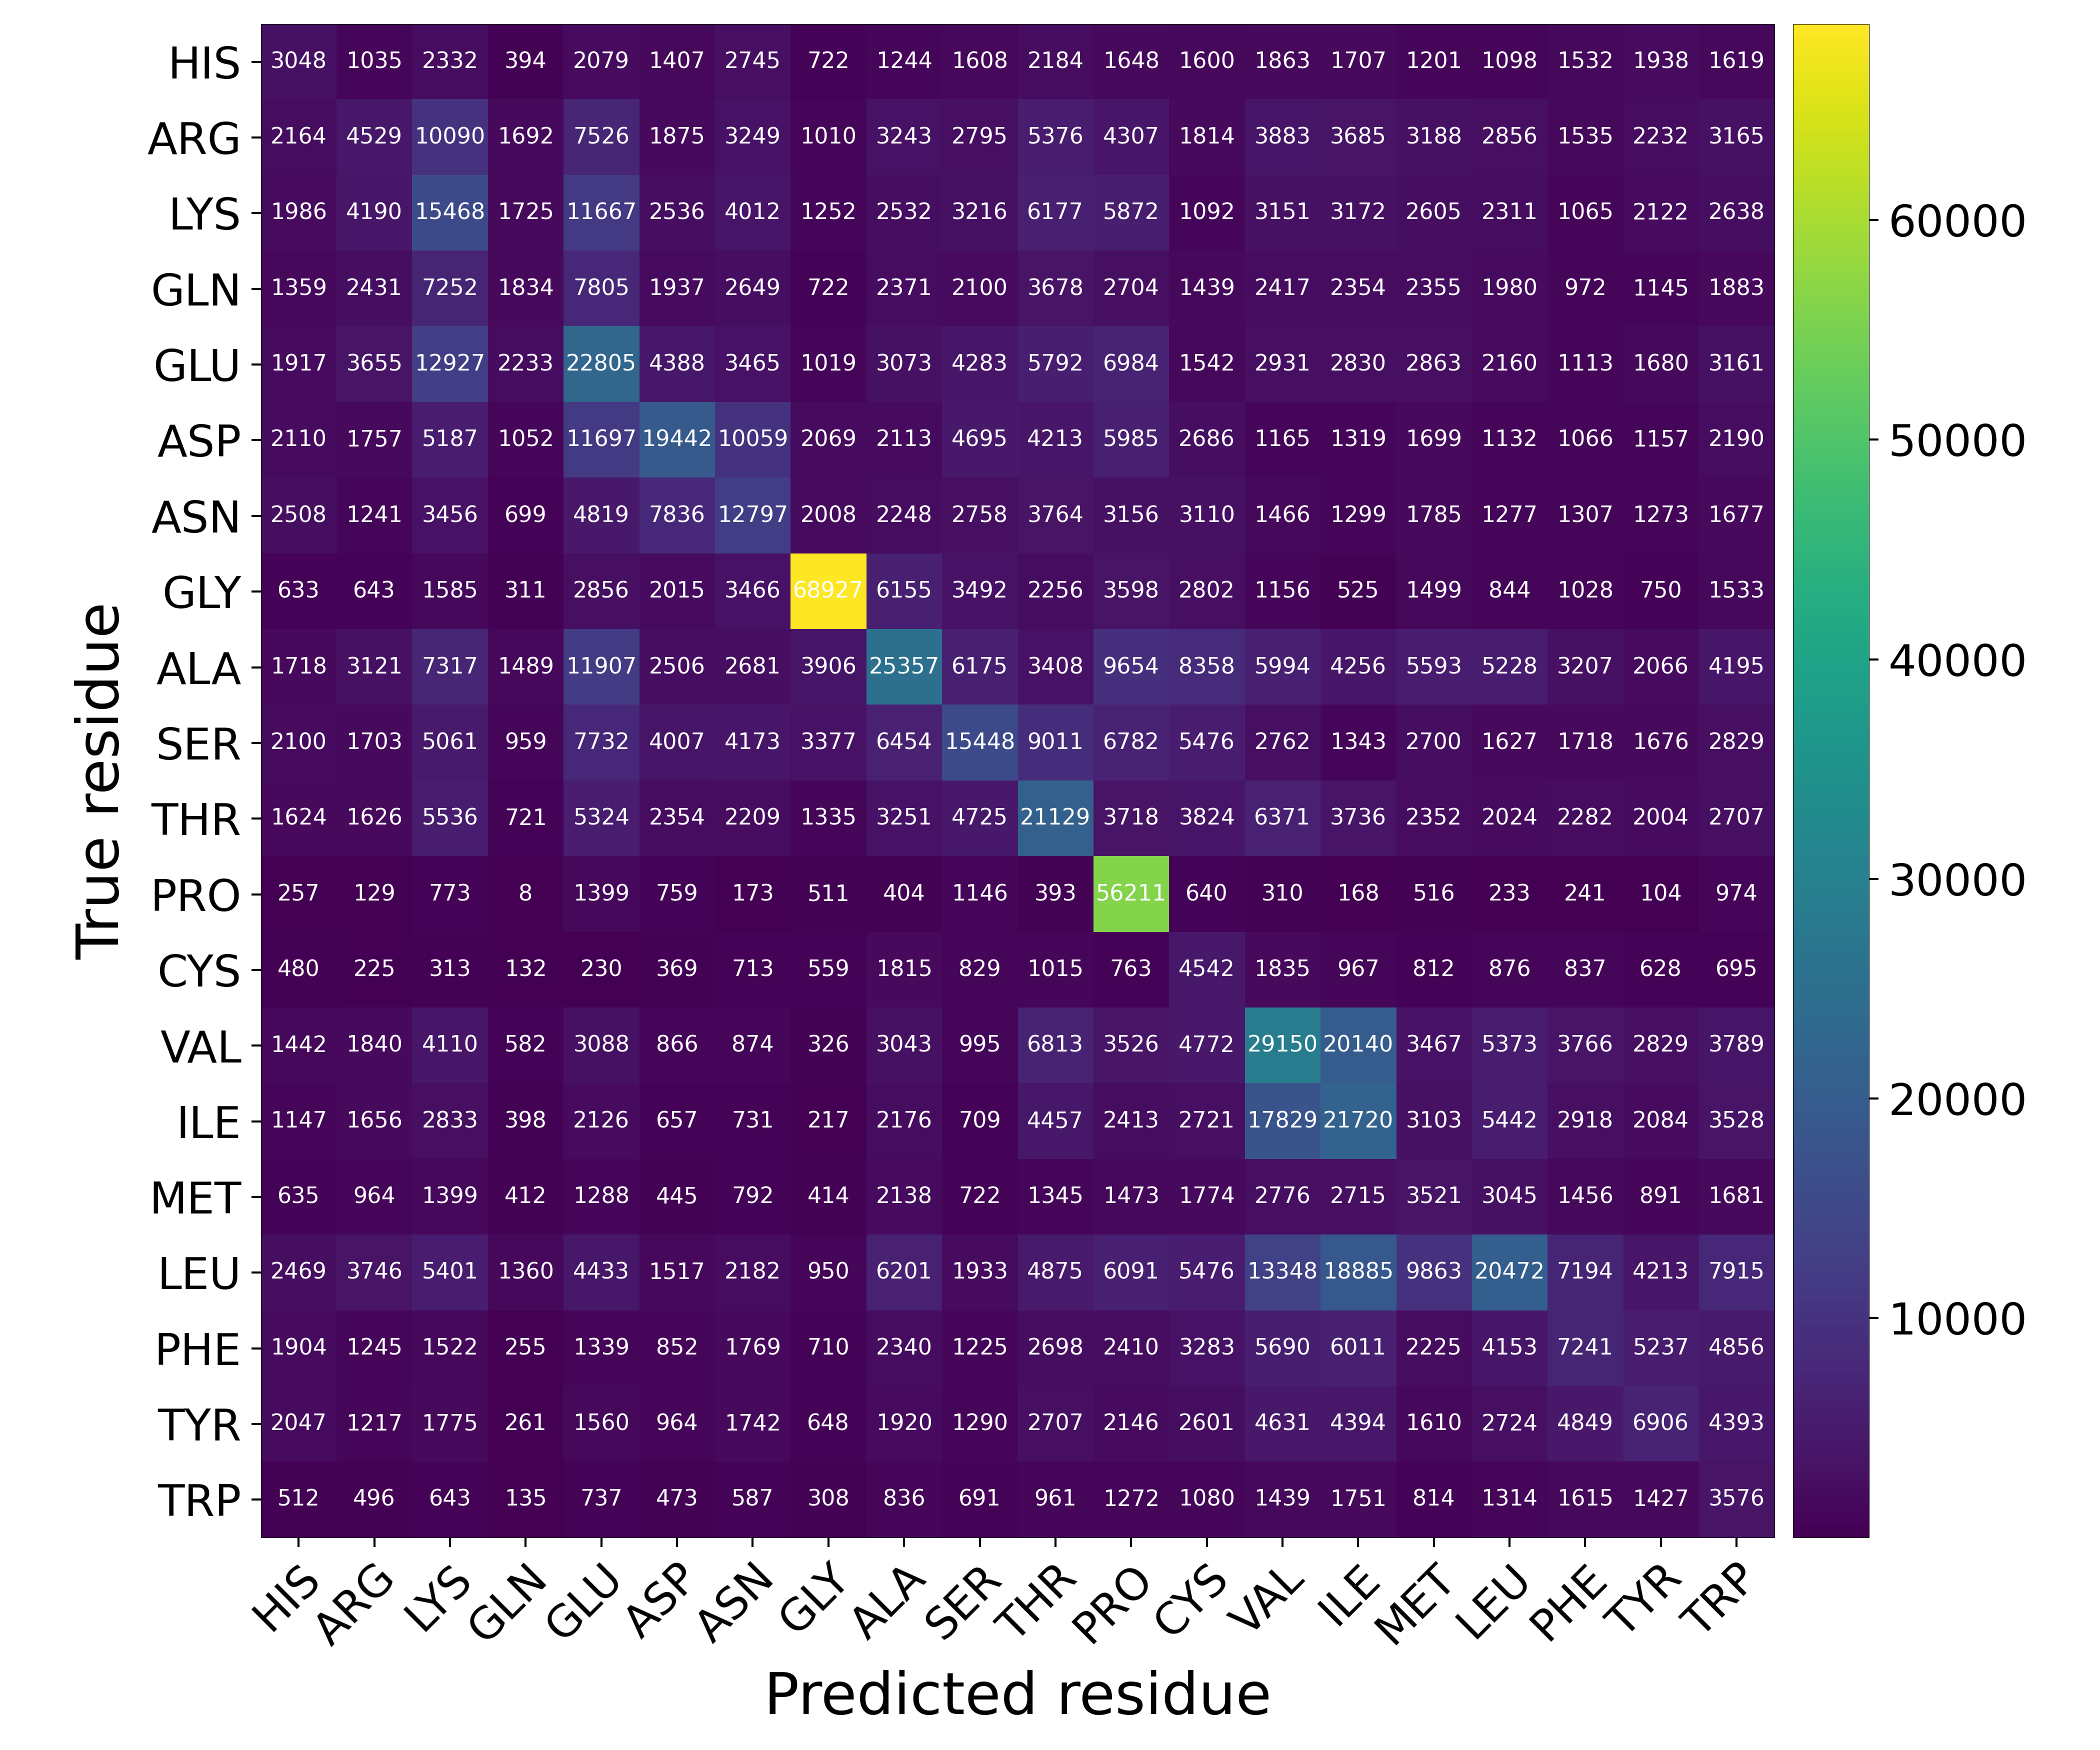 HIS 3048 1035 2332 394 2079 1407 2745 722 1244 1608 2184 1648 1600 1863 1707 1201 1098 1532 1938 1619
ARG 2164 4529 10090 1692 7526 1875 3249 1010 3243 2795 5376 4307 1814 3883 3685 3188 2856 1535 2232 3165
LYS 1986 4190 15468 1725 11667 2536 4012 1252 2532 3216 6177 5872 1092 3151 3172 2605 2311 1065 2122 2638
GLN 1359 2431 7252 1834 7805 1937 2649 722 2371 2100 3678 2704 1439 2417 2354 2355 1980 972 1145 1883
GLU 1917 3655 12927 2233 22805 4388 3465 1019 3073 4283 5792 6984 1542 2931 2830 2863 2160 1113 1680 3161
ASP 2110 1757 5187 1052 11697 19442 10059 2069 2113 4695 4213 5985 2686 1165 1319 1699 1132 1066 1157 2190
ASN 2508 1241 3456 699 4819 7836 12797 2008 2248 2758 3764 3156 3110 1466 1299 1785 1277 1307 1273 1677
GLY 633 643 1585 311 2856 2015 3466 68927 6155 3492 2256 3598 2802 1156 525 1499 844 1028 750 1533
ALA 1718 3121 7317 1489 11907 2506 2681 3906 25357 6175 3408 9654 8358 5994 4256 5593 5228 3207 2066 4195
SER 2100 1703 5061 959 7732 4007 4173 3377 6454 15448 9011 6782 5476 2762 1343 2700 1627 1718 1676 2829
THR 1624 1626 5536 721 5324 2354 2209 1335 3251 4725 21129 3718 3824 6371 3736 2352 2024 2282 2004 2707
PRO 257 129 773 8 1399 759 173 511 404 1146 393 56211 640 310 168 516 233 241 104 974
CYS 480 225 313 132 230 369 713 559 1815 829 1015 763 4542 1835 967 812 876 837 628 695
VAL 1442 1840 4110 582 3088 866 874 326 3043 995 6813 3526 4772 29150 20140 3467 5373 3766 2829 3789
ILE 1147 1656 2833 398 2126 657 731 217 2176 709 4457 2413 2721 17829 21720 3103 5442 2918 2084 3528
MET 635 964 1399 412 1288 445 792 414 2138 722 1345 1473 1774 2776 2715 3521 3045 1456 891 1681
LEU 2469 3746 5401 1360 4433 1517 2182 950 6201 1933 4875 6091 5476 13348 18885 9863 20472 7194 4213 7915
PHE 1904 1245 1522 255 1339 852 1769 710 2340 1225 2698 2410 3283 5690 6011 2225 4153 7241 5237 4856
TYR 2047 1217 1775 261 1560 964 1742 648 1920 1290 2707 2146 2601 4631 4394 1610 2724 4849 6906 4393
TRP 512 496 643 135 737 473 587 308 836 691 961 1272 1080 1439 1751 814 1314 1615 1427 3576
HIS ARG LYS GLN GLU ASP ASN GLY ALA SER THR PRO CYS VAL ILE MET LEU PHE TYR TRP
Predicted residue
True residue
60000
50000
40000
30000
20000
10000